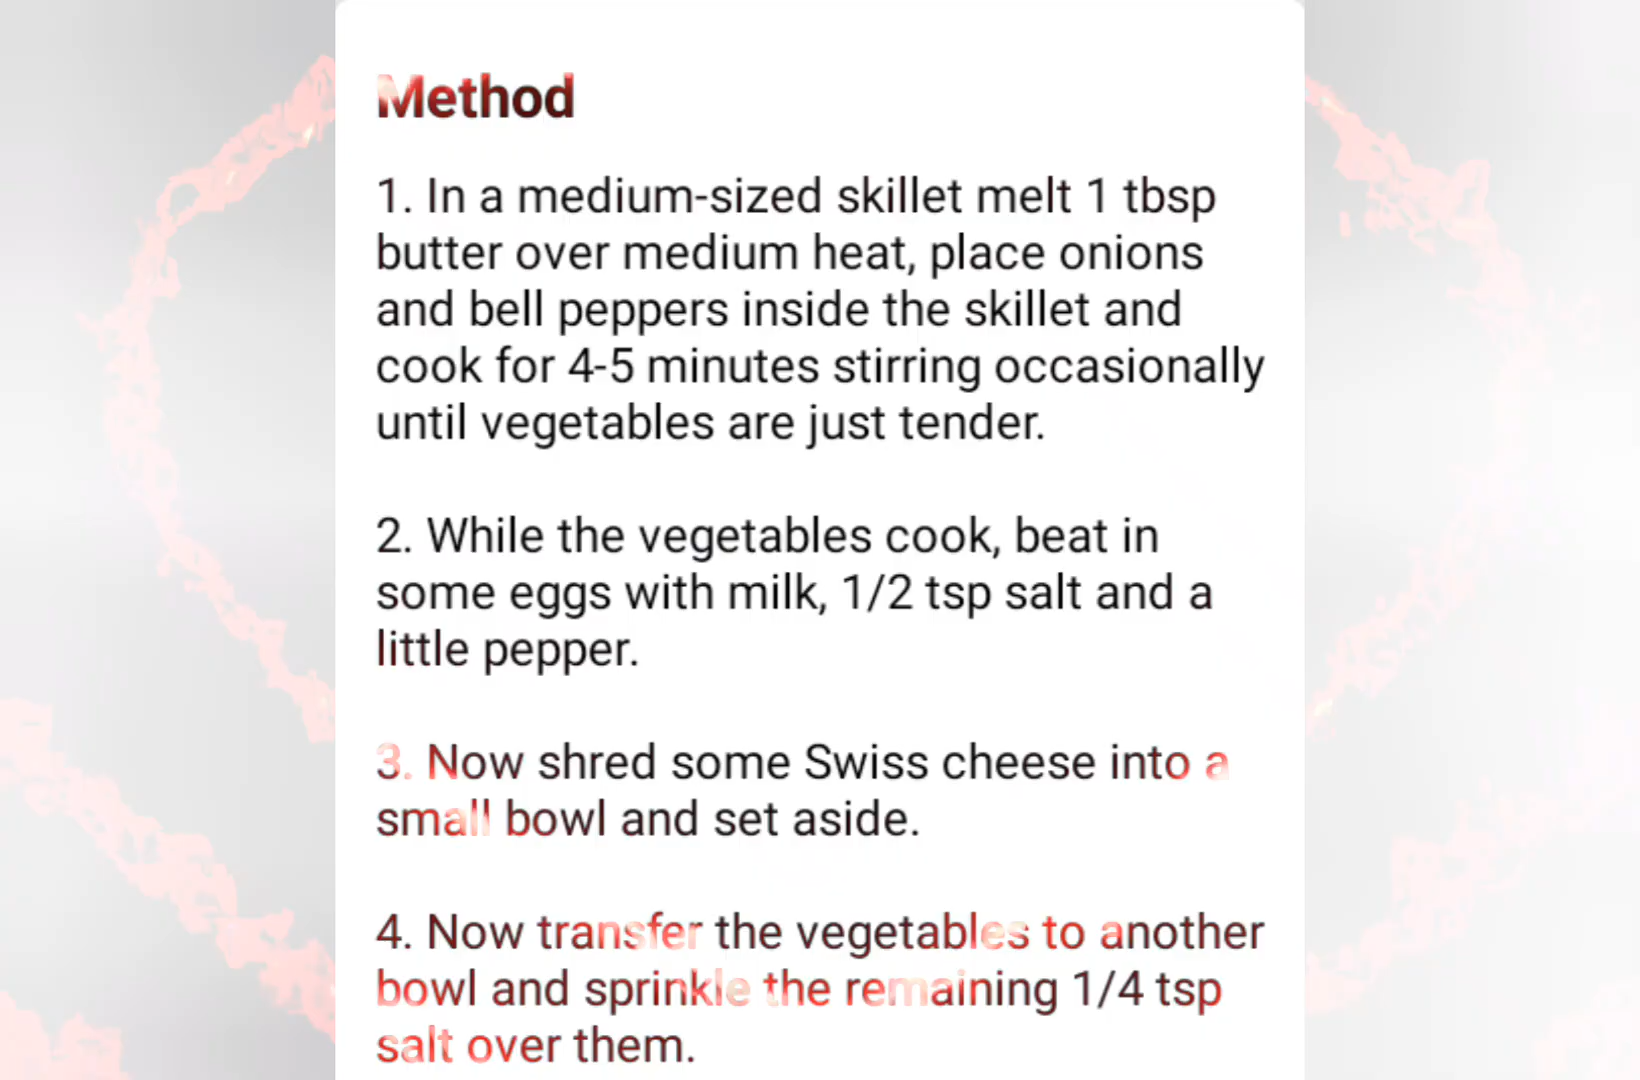 Method
1. In a medium-sized skillet melt 1 tbsp
butter over medium heat, place onions
and bell peppers inside the skillet and
cook for 4-5 minutes stirring occasionally
until vegetables are just tender.
2. While the vegetables cook, beat in
some eggs with milk, 1/2 tsp salt and a
little pepper.
3. Now shred some Swiss cheese into a
small bowl and set aside.
4. Now transfer the vegetables to another
bowl and sprinkle the remaining 1/4 tsp
salt over them.